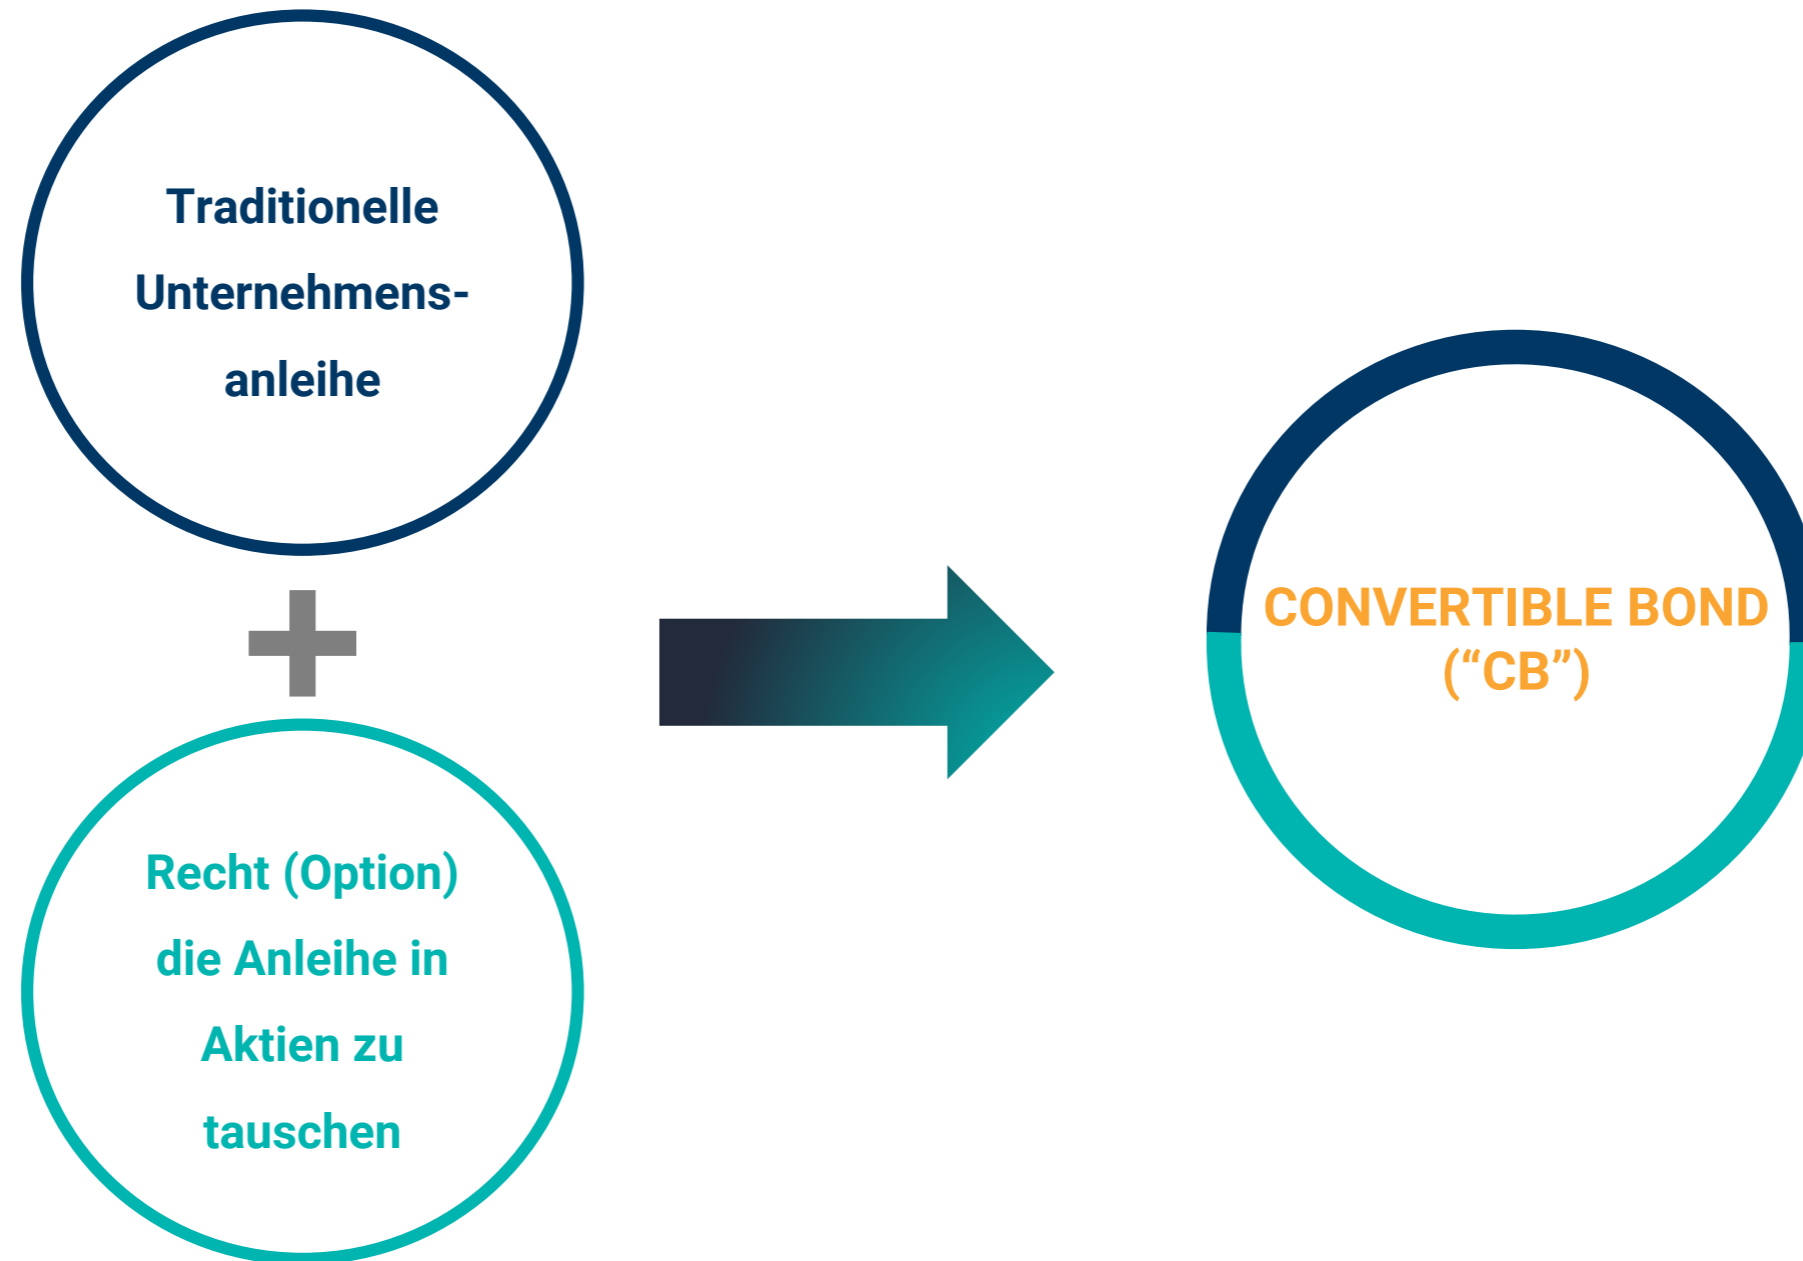 Traditionelle
Unternehmens-
anleihe
Recht (Option)
die Anleihe in
Aktien zu
tauschen
CONVERTIBLE BOND
(“CB”)